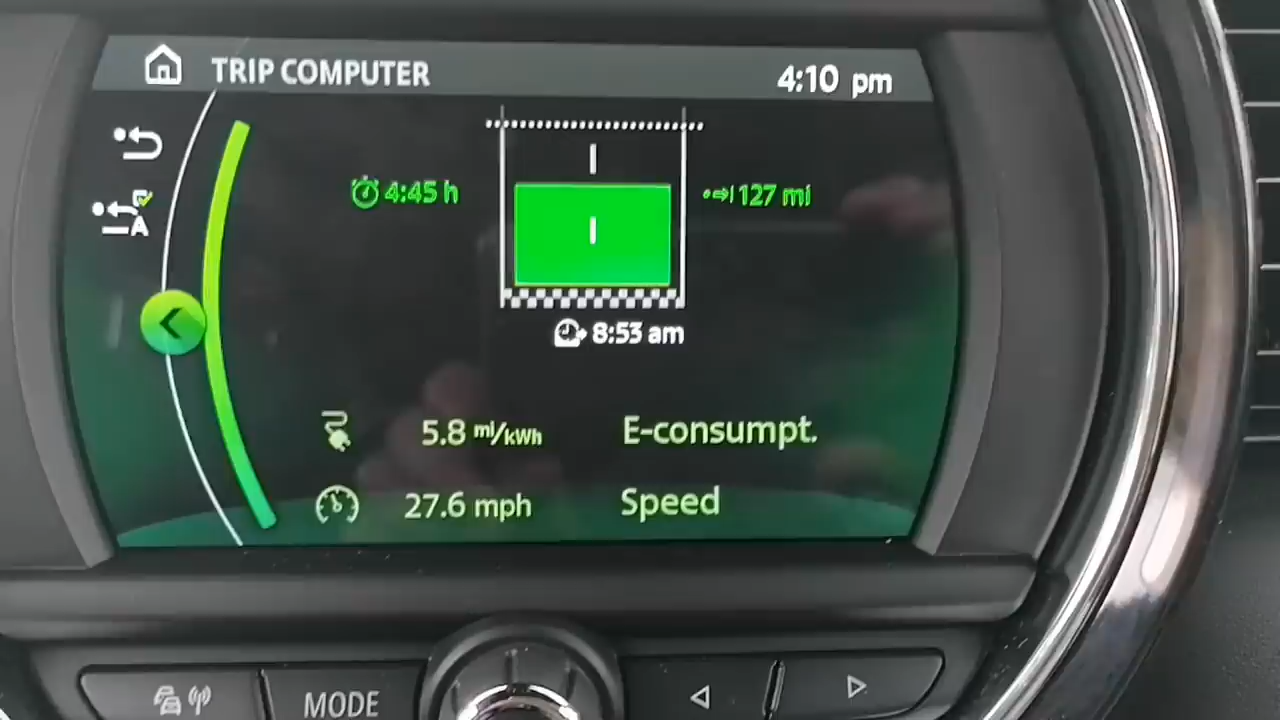 TRIP COMPUTER 4:10 pm
4:45 h 127 mi
A
8:53 am
5.8 mi/kWh E-consumpt.
27.6 mph Speed
MODE